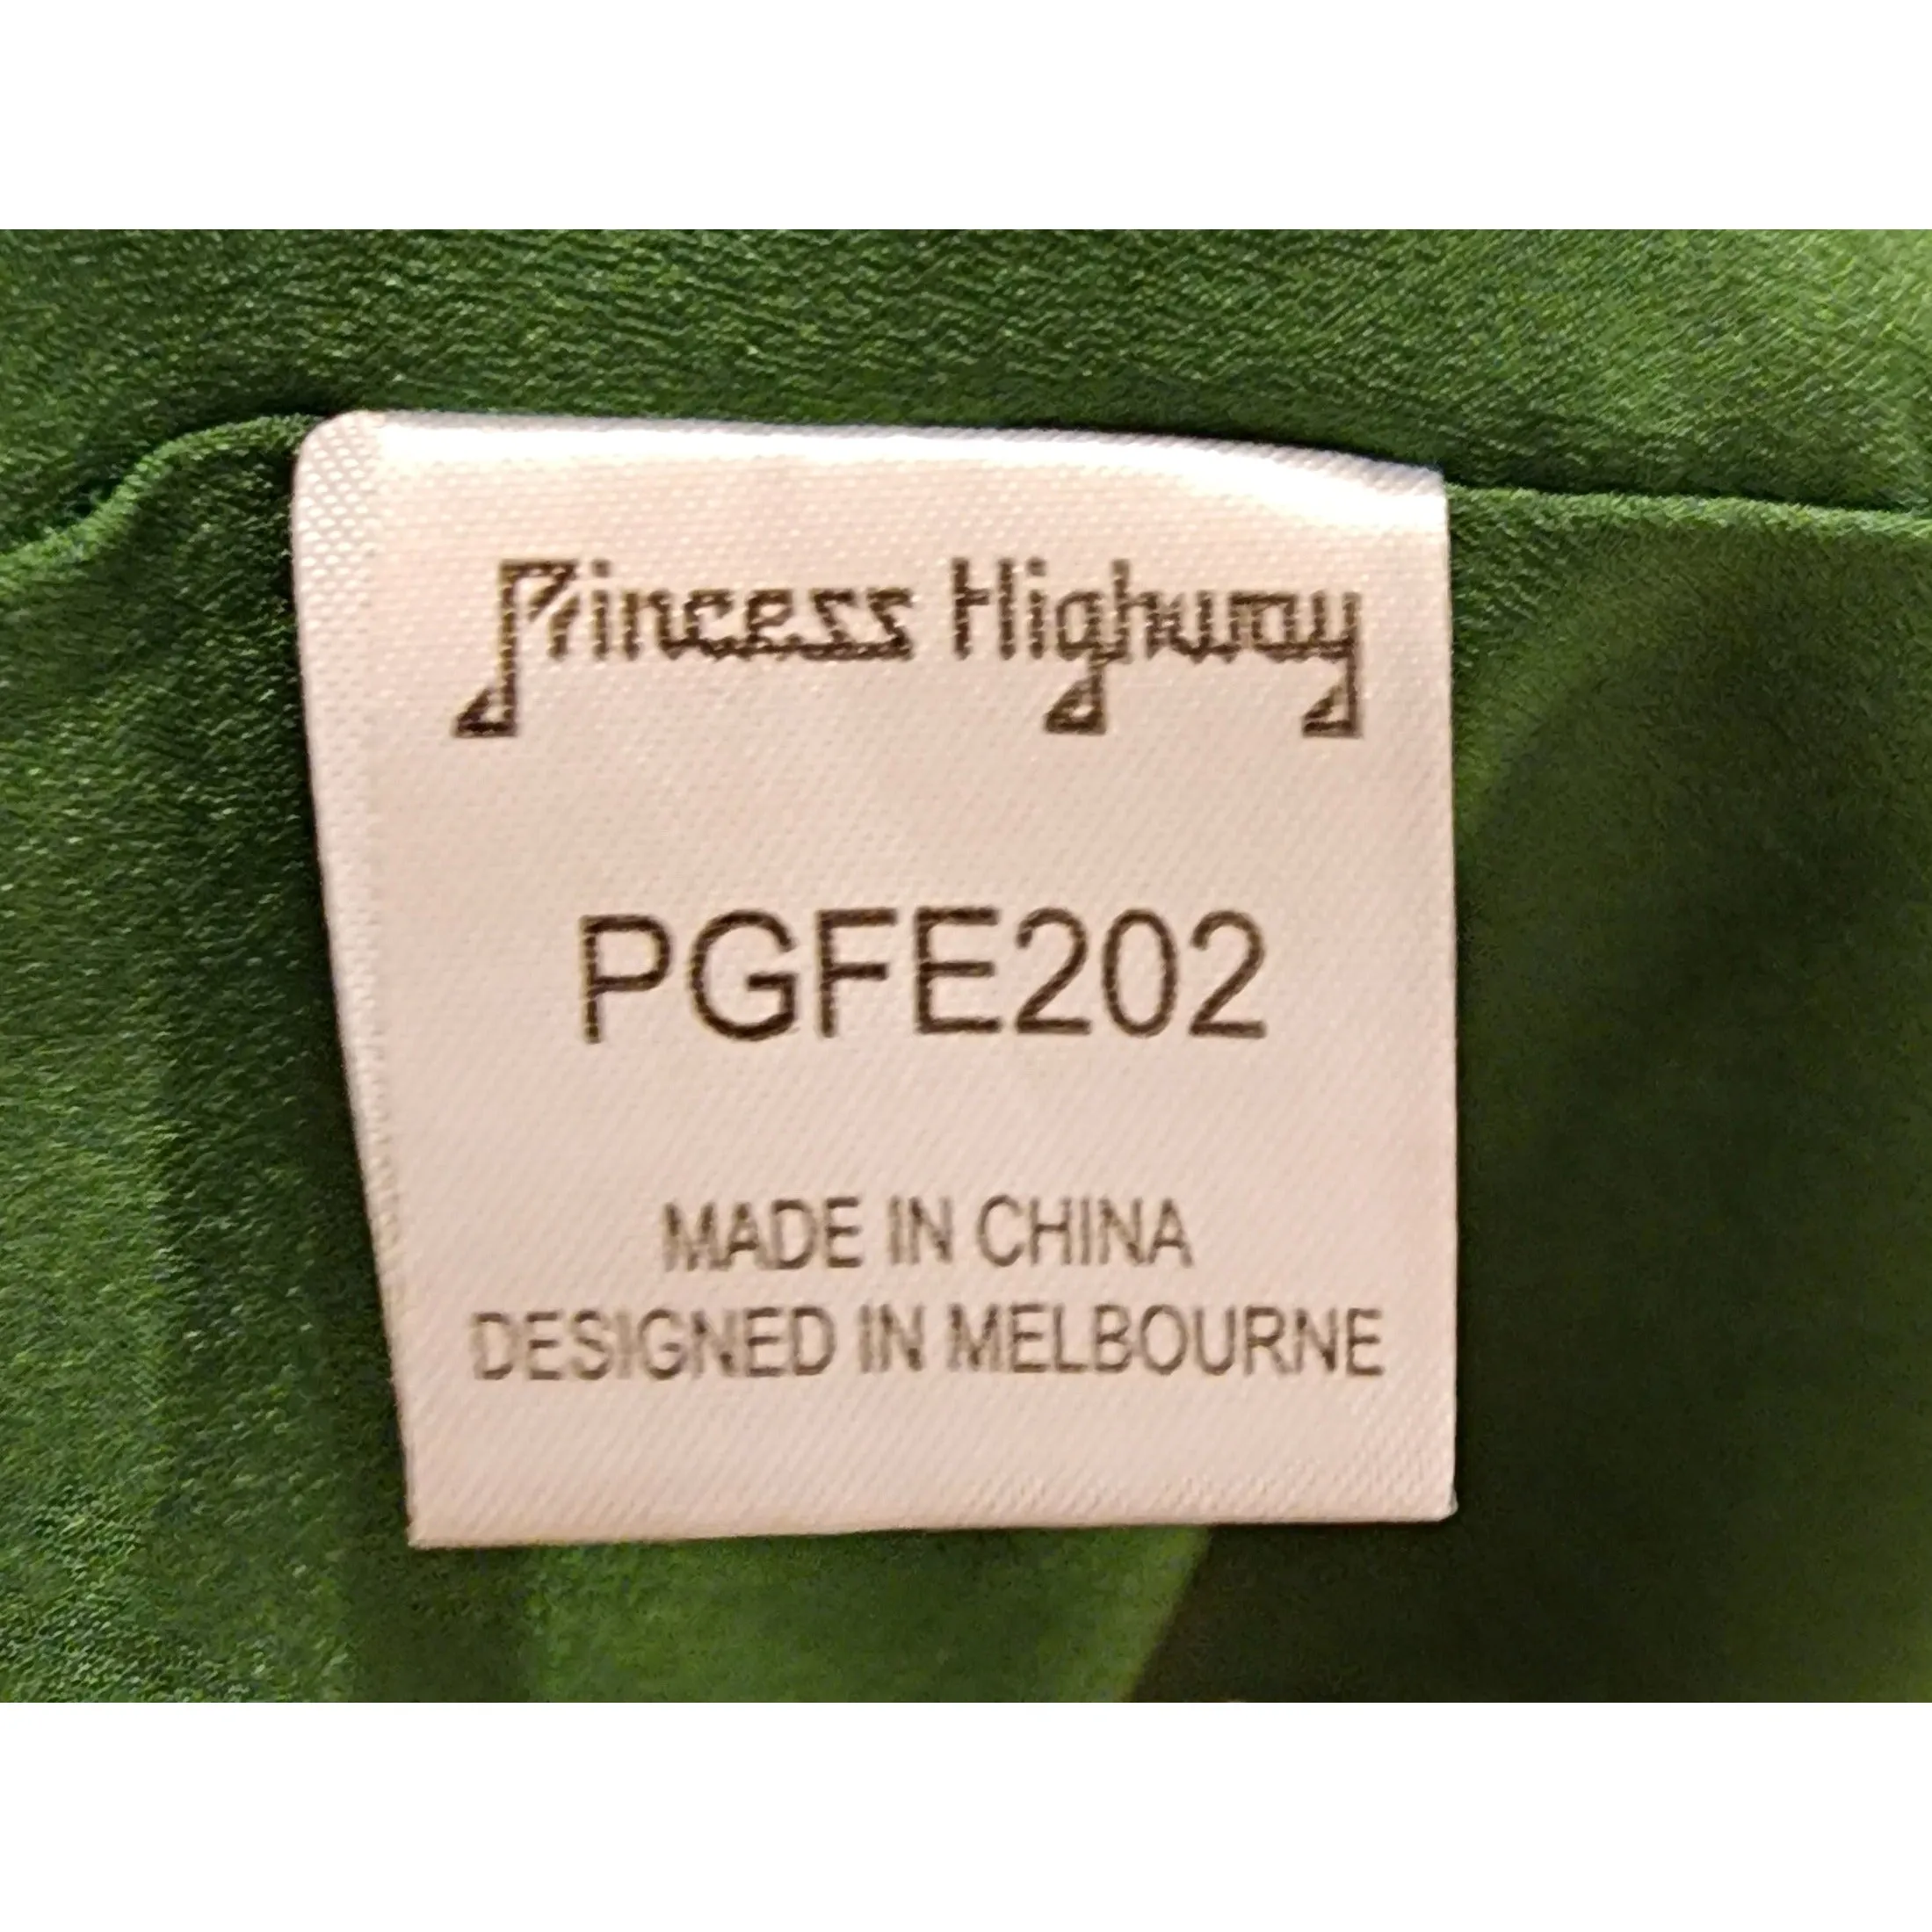 Princess Highway
PGFE202
MADE IN CHINA
DESIGNED IN MELBOURNE